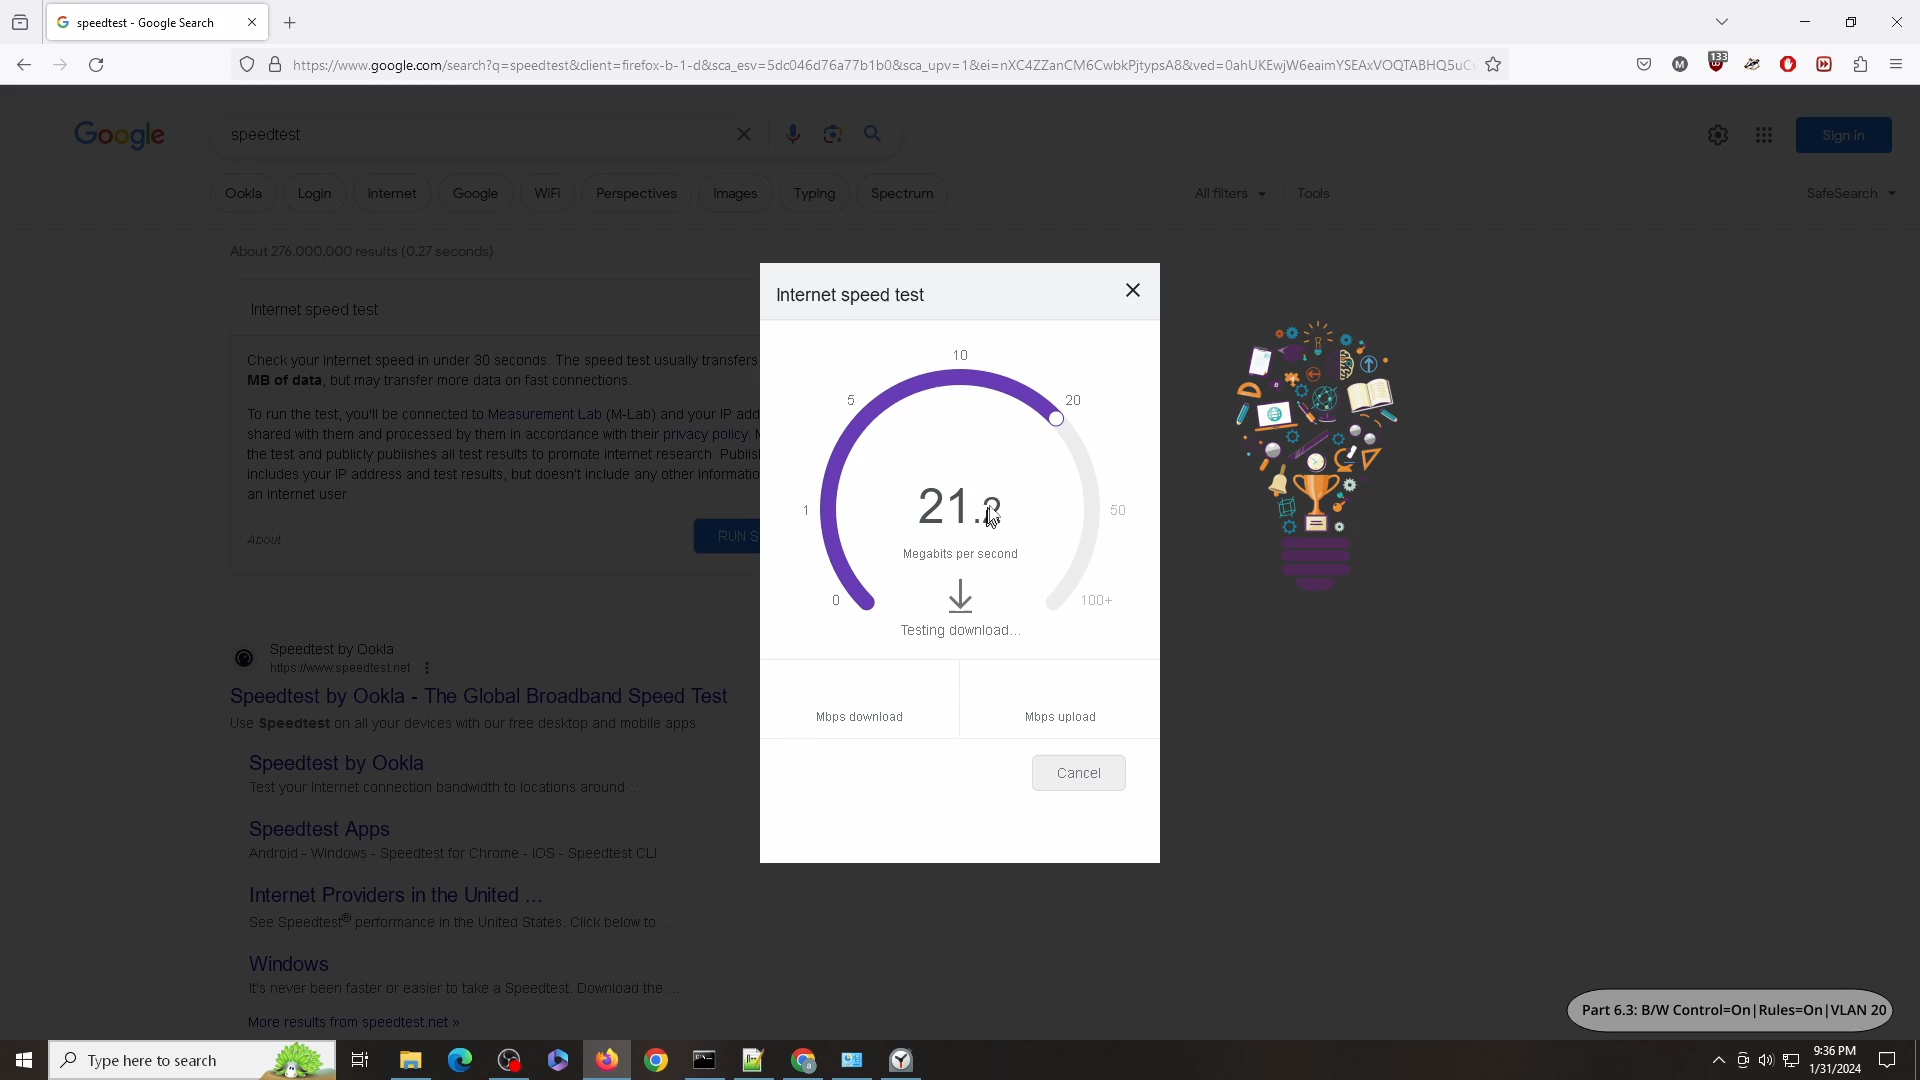 speedtest - Google Search
https://www.google.com/search?q=speedtest&client=firefox-b-1-d&sca_esv=5dc046d76a77b1b0&sca_upv=1&ei=nXC4ZZanCM6CwbkPjtypsA8&ved=0ahUKEwjW6eaimYSEAxVOQTABHQ5uCv
133
Google
speedtest
Sign in
Ookla
Login
Internet
Google
WiFi
Perspectives
Images
Typing
Spectrum
All filters
Tools
SafeSearch
About 276,000,000 results (0.27 seconds)
Internet speed test
Check your internet speed in under 30 seconds. The speed test usually transfers
MB of data, but may transfer more data on fast connections.
To run the test, you'll be connected to Measurement Lab (M-Lab) and your IP add
shared with them and processed by them in accordance with their privacy policy.
the test and publicly publishes all test results to promote internet research. Publis
includes your IP address and test results, but doesn't include any other informatio
an internet user.
About
RUN S
Internet speed test
0
1
5
10
20
50
100+
21.2
Megabits per second
Testing download...
Mbps download
Mbps upload
Cancel
Speedtest by Ookla
https://www.speedtest.net
Speedtest by Ookla - The Global Broadband Speed Test
Use Speedtest on all your devices with our free desktop and mobile apps.
Speedtest by Ookla
Test your Internet connection bandwidth to locations around ...
Speedtest Apps
Android - Windows - Speedtest for Chrome - iOS - Speedtest CLI
Internet Providers in the United ...
See Speedtest® performance in the United States. Click below to ...
Windows
It's never been faster or easier to take a Speedtest. Download the ...
More results from speedtest.net »
Part 6.3: B/W Control=On|Rules=On|VLAN 20
Type here to search
9:36 PM
1/31/2024